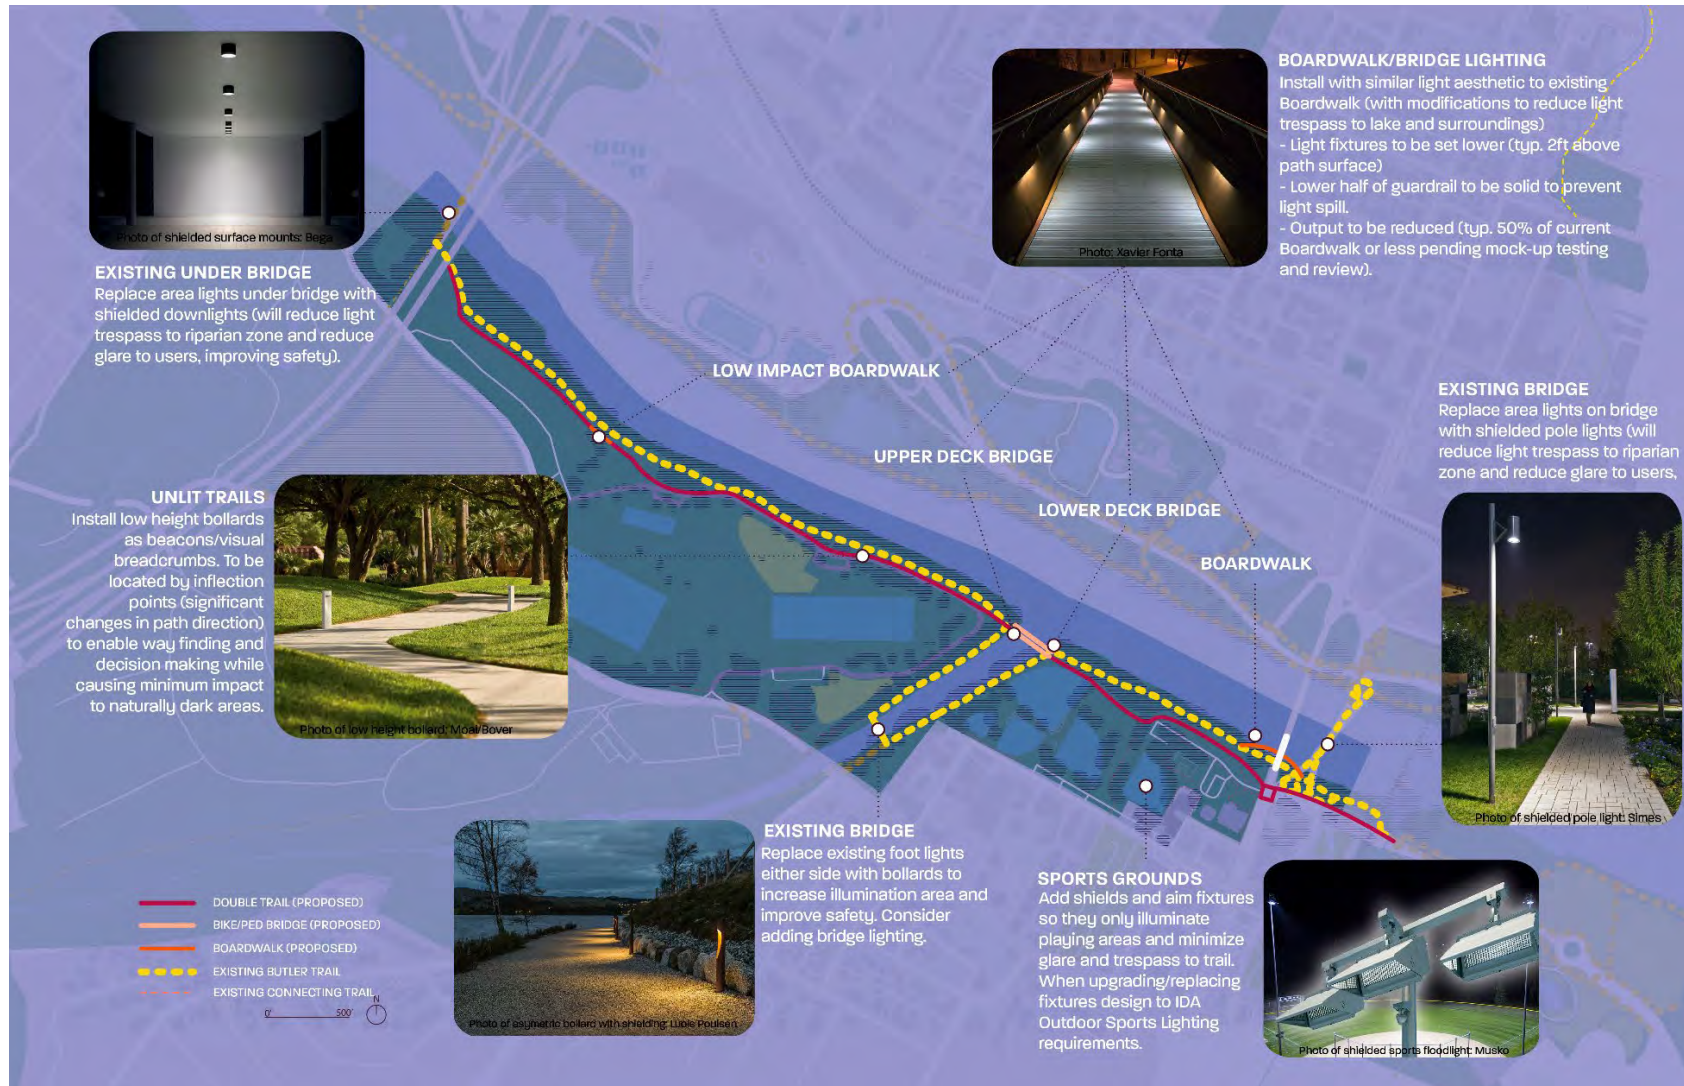 Photo of shielded surface mounts: Bega
EXISTING UNDER BRIDGE
Replace area lights under bridge with
shielded downlights (will reduce light
trespass to riparian zone and reduce
glare to users, improving safety).
Photo: Xavier Fonta
BOARDWALK/BRIDGE LIGHTING
Install with similar light aesthetic to existing
Boardwalk (with modifications to reduce light
trespass to lake and surroundings)
- Light fixtures to be set lower (typ. 2ft above
path surface)
- Lower half of guardrail to be solid to prevent
light spill.
- Output to be reduced (typ. 50% of current
Boardwalk or less pending mock-up testing
and review).
LOW IMPACT BOARDWALK
UPPER DECK BRIDGE
LOWER DECK BRIDGE
BOARDWALK
EXISTING BRIDGE
Replace area lights on bridge
with shielded pole lights (will
reduce light trespass to riparian
zone and reduce glare to users,
Photo of shielded pole light: Simes
UNLIT TRAILS
Install low height bollards
as beacons/visual
breadcrumbs. To be
located by inflection
points (significant
changes in path direction)
to enable way finding and
decision making while
causing minimum impact
to naturally dark areas.
Photo of low height bollard: Moai/Bover
EXISTING BRIDGE
Replace existing foot lights
either side with bollards to
increase illumination area and
improve safety. Consider
adding bridge lighting.
Photo of asymetric bollard with shielding: Louis Poulsen
SPORTS GROUNDS
Add shields and aim fixtures
so they only illuminate
playing areas and minimize
glare and trespass to trail.
When upgrading/replacing
fixtures design to IDA
Outdoor Sports Lighting
requirements.
Photo of shielded sports floodlight: Musko
DOUBLE TRAIL (PROPOSED)
BIKE/PED BRIDGE (PROPOSED)
BOARDWALK (PROPOSED)
EXISTING BUTLER TRAIL
EXISTING CONNECTING TRAIL
0' 500' N